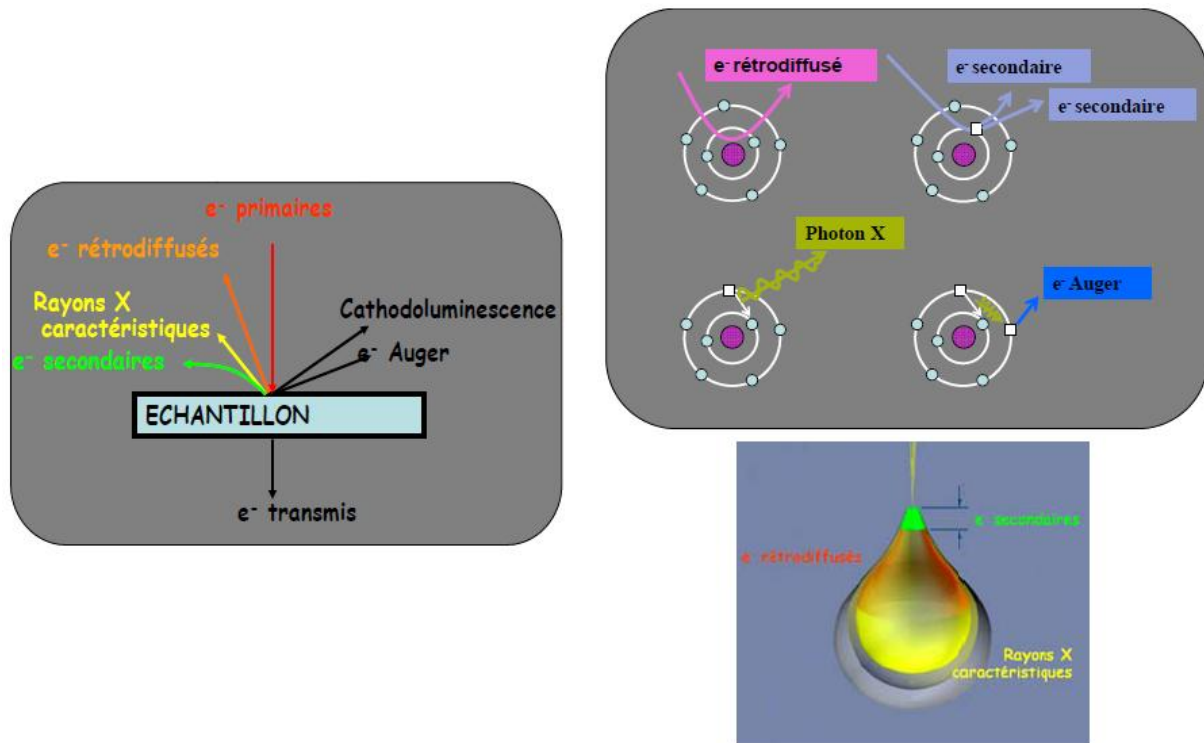 e- primaires
e- rétrodiffusés
Rayons X
caractéristiques
e- secondaires
Cathodoluminescence
e- Auger
ECHANTILLON
e- transmis
e- rétrodiffusé
e- secondaire
e- secondaire
Photon X
e- Auger
e- secondaires
e- rétrodiffusés
Rayons X
caractéristiques